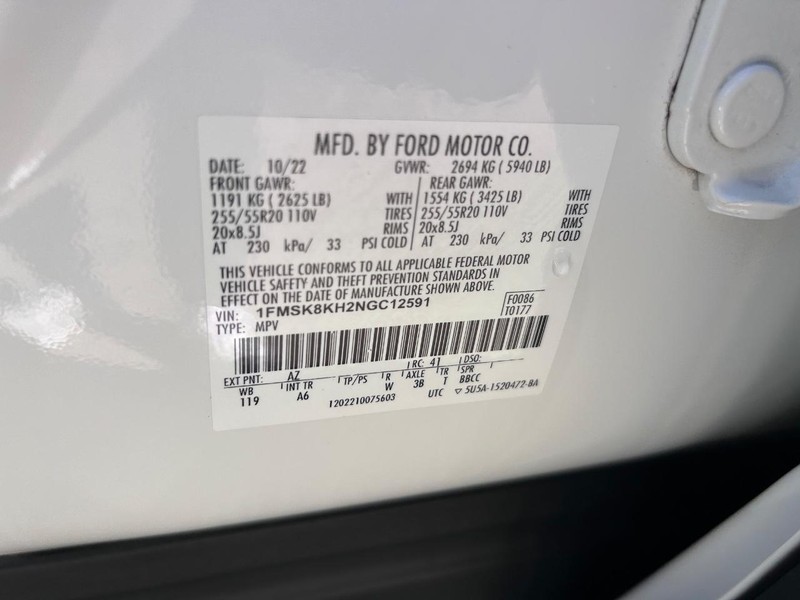 MFD. BY FORD MOTOR CO.
DATE: 10/22 GVWR: 2694 KG ( 5940 LB)
FRONT GAWR: REAR GAWR:
1191 KG ( 2625 LB) WITH 1554 KG ( 3425 LB) WITH
255/55R20 110V TIRES 255/55R20 110V TIRES
20x8.5J RIMS 20x8.5J RIMS
AT 230 kPa/ 33 PSI COLD AT 230 kPa/ 33 PSI COLD
THIS VEHICLE CONFORMS TO ALL APPLICABLE FEDERAL MOTOR
VEHICLE SAFETY AND THEFT PREVENTION STANDARDS IN
EFFECT ON THE DATE OF MANUFACTURE SHOWN ABOVE.
VIN: 1FMSK8KH2NGC12591 F0086
TYPE: MPV T0177
EXT PNT: AZ RC: 41 DSO:
WB INT TR TP/PS R AXLE TR SPR
119 A6 W 3B T BBCC
1202210075603 UTC ▽ 5U5A-1520472-BA